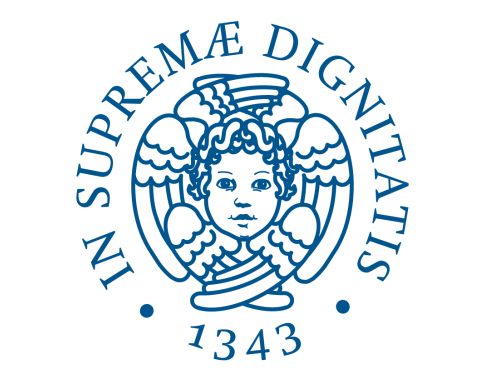 IN SUPREMÆ DIGNITATIS
1343